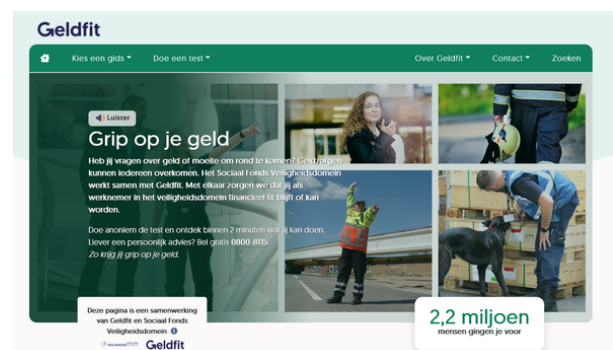 Geldfit
Kies een gids
Doe een test
Over Geldfit
Contact
Zoeken
Luister
Grip op je geld
Heb jij vragen over geld of moeite om rond te komen? Geldzorgen
kunnen iedereen overkomen. Het Sociaal Fonds Veiligheidsdomein
werkt samen met Geldfit. Met elkaar zorgen we dat jij als
werknemer in het veiligheidsdomein financieel fit blijft of kan
worden.
Doe anoniem de test en ontdek binnen 2 minuten wat jij kan doen.
Liever een persoonlijk advies? Bel gratis 0800-8115.
Zo krijg jij grip op je geld.
Deze pagina is een samenwerking
van Geldfit en Sociaal Fonds
Veiligheidsdomein
Geldfit
2,2 miljoen
mensen gingen je voor